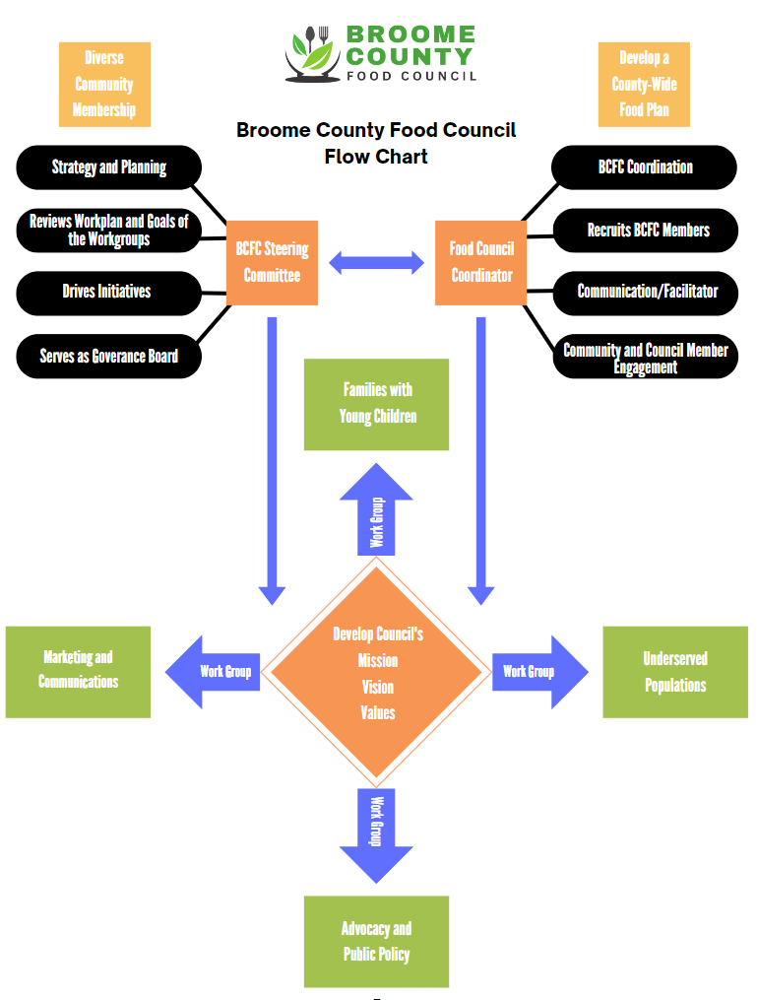 BROOME
COUNTY
FOOD COUNCIL
Diverse
Community
Membership
Develop a
County-Wide
Food Plan
Broome County Food Council
Flow Chart
Strategy and Planning
Reviews Workplan and Goals of
the Workgroups
Drives Initiatives
Serves as Goverance Board
BCFC Steering
Committee
Food Council
Coordinator
BCFC Coordination
Recruits BCFC Members
Communication/Facilitator
Community and Council Member
Engagement
Families with
Young Children
Work Group
Develop Council's
Mission
Vision
Values
Marketing and
Communications
Work Group
Work Group
Underserved
Populations
Work Group
Advocacy and
Public Policy